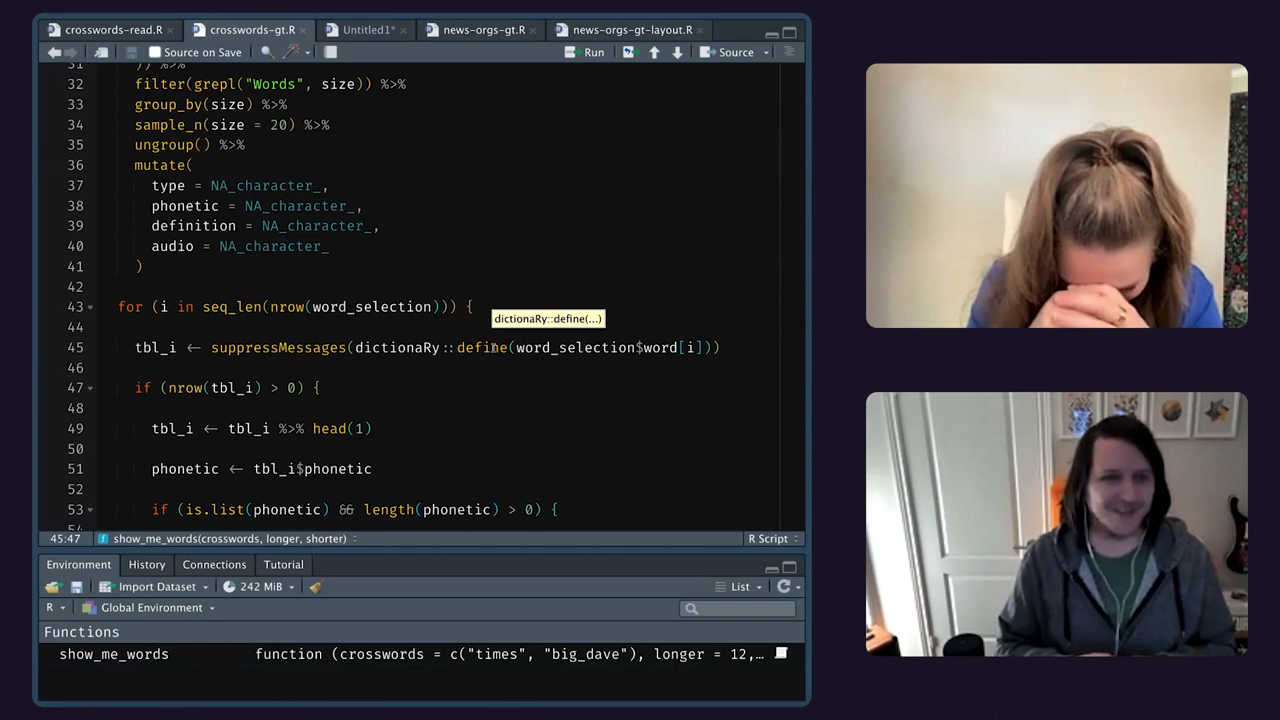 crosswords-read.R
crosswords-gt.R
Untitled1*
news-orgs-gt.R
news-orgs-gt-layout.R
Source on Save
Run
Source
31 )) %>%
32 filter(grepl("Words", size)) %>%
33 group_by(size) %>%
34 sample_n(size = 20) %>%
35 ungroup() %>%
36 mutate(
37 type = NA_character_,
38 phonetic = NA_character_,
39 definition = NA_character_,
40 audio = NA_character_
41 )
42
43 for (i in seq_len(nrow(word_selection))) {
dictionaRy::define(...)
44
45 tbl_i <- suppressMessages(dictionaRy::define(word_selection$word[i]))
46
47 if (nrow(tbl_i) > 0) {
48
49 tbl_i <- tbl_i %>% head(1)
50
51 phonetic <- tbl_i$phonetic
52
53 if (is.list(phonetic) && length(phonetic) > 0) {
54
45:47 show_me_words(crosswords, longer, shorter) R Script
Environment History Connections Tutorial
Import Dataset 242 MiB List
R Global Environment
Functions
show_me_words function (crosswords = c("times", "big_dave"), longer = 12,…